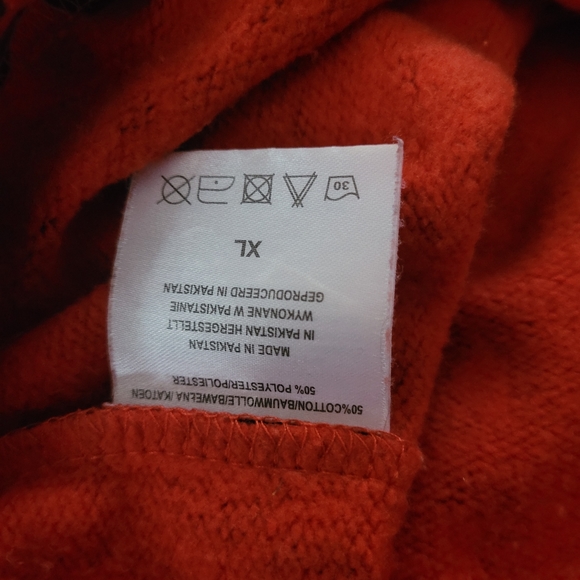 50%COTTON/BAUMWOLLE/BAWEŁNA/KATOEN
50% POLYESTER/POLIESTER
MADE IN PAKISTAN
IN PAKISTAN HERGESTELLT
WYKONANE W PAKISTANIE
GEPRODUCEERD IN PAKISTAN
XL
30